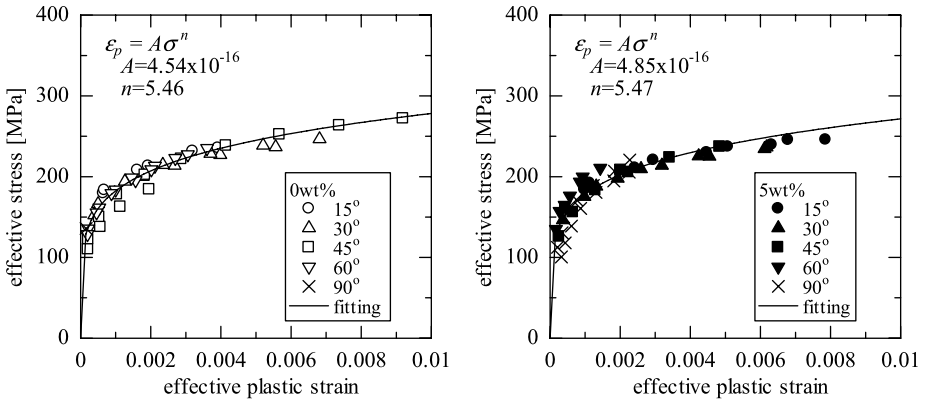 400
300
200
100
0
effective stress [MPa]
εp = Aσⁿ
A=4.54x10⁻¹⁶
n=5.46
0wt%
15°
30°
45°
60°
90°
fitting
0 0.002 0.004 0.006 0.008 0.01
effective plastic strain
400
300
200
100
0
effective stress [MPa]
εp = Aσⁿ
A=4.85x10⁻¹⁶
n=5.47
5wt%
15°
30°
45°
60°
90°
fitting
0 0.002 0.004 0.006 0.008 0.01
effective plastic strain